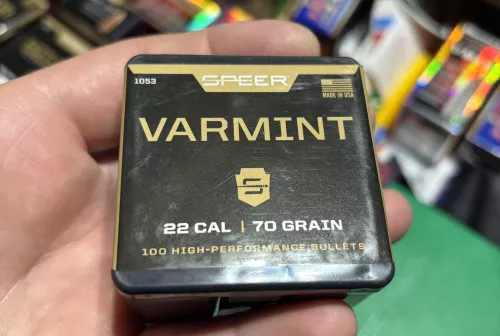 1053
SPEER
MADE IN USA
VARMINT
22 CAL | 70 GRAIN
100 HIGH-PERFORMANCE BULLETS